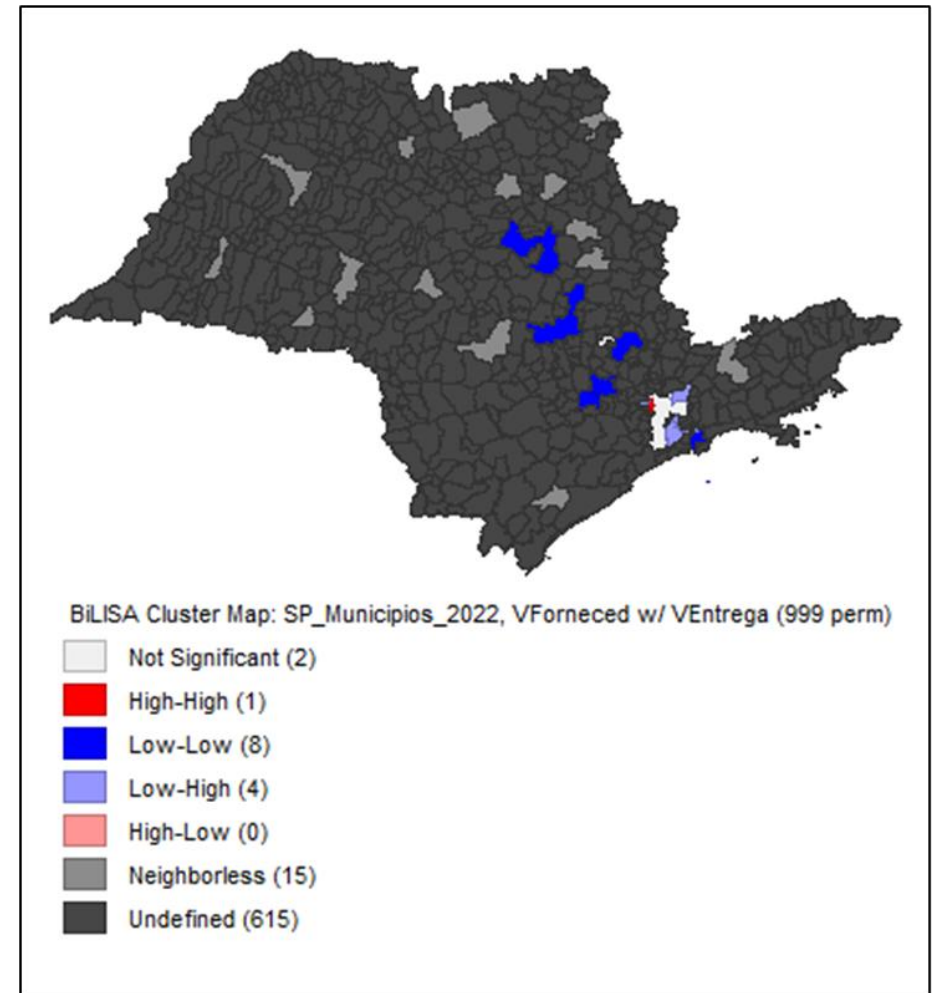 BiLISA Cluster Map: SP_Municipios_2022, VForneced w/ VEntrega (999 perm)
Not Significant (2)
High-High (1)
Low-Low (8)
Low-High (4)
High-Low (0)
Neighborless (15)
Undefined (615)